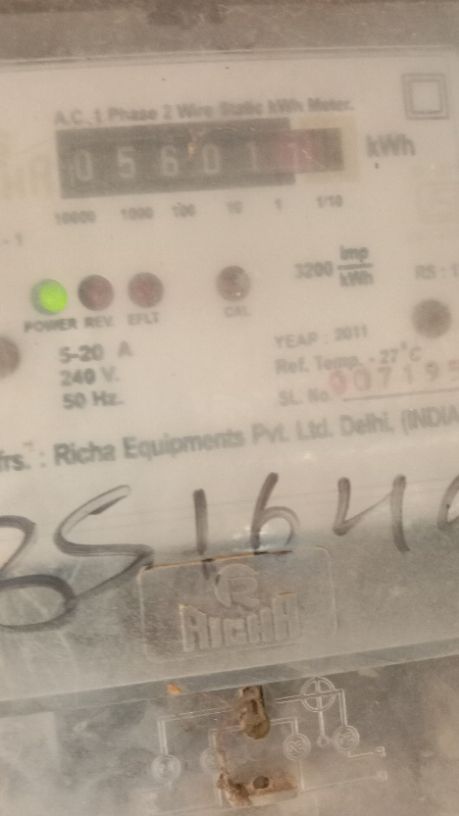 A.C. 1 Phase 2 Wire Static kWh Meter.
0 5 6 0 1
kWh
10000 1000 100 10 1 1/10
3200 Imp/kWh
POWER REV. EFLT CAL
5-20 A
240 V.
50 Hz.
YEAR : 2011
Ref. Temp. - 27°C
SL. No. 007195
frs. : Richa Equipments Pvt. Ltd. Delhi, (INDIA
RICHA